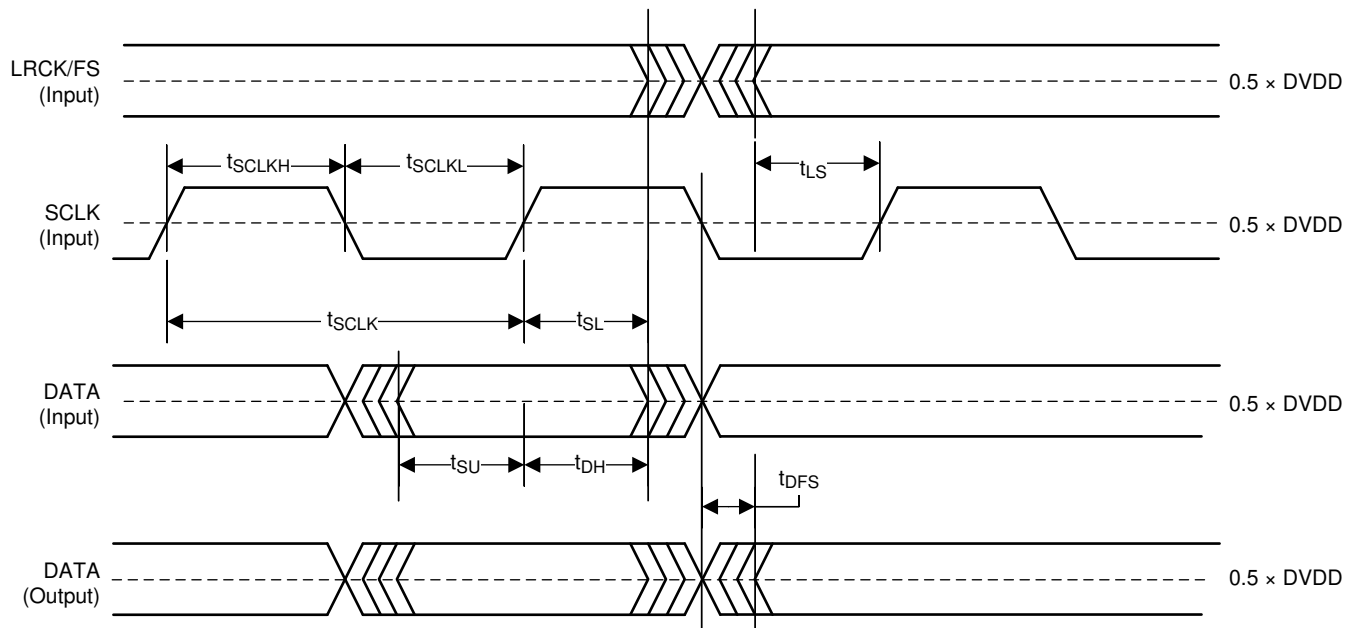 LRCK/FS
(Input)
0.5 × DVDD
tSCLKH
tSCLKL
tLS
SCLK
(Input)
0.5 × DVDD
tSCLK
tSL
DATA
(Input)
0.5 × DVDD
tSU
tDH
tDFS
DATA
(Output)
0.5 × DVDD